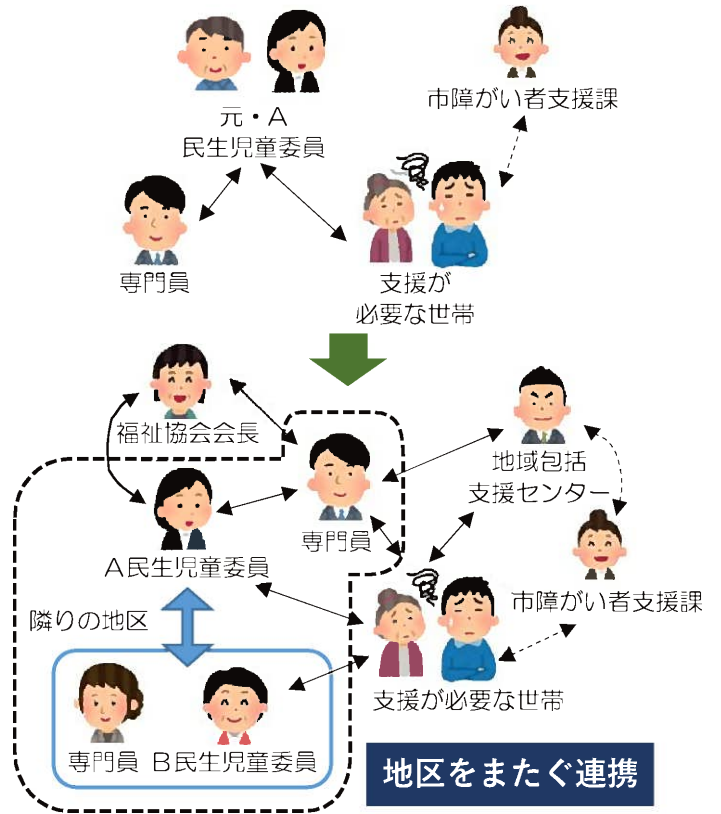 元・A
民生児童委員
市障がい者支援課
専門員
支援が
必要な世帯
福祉協会会長
専門員
地域包括
支援センター
A民生児童委員
市障がい者支援課
隣りの地区
支援が必要な世帯
専門員
B民生児童委員
地区をまたぐ連携